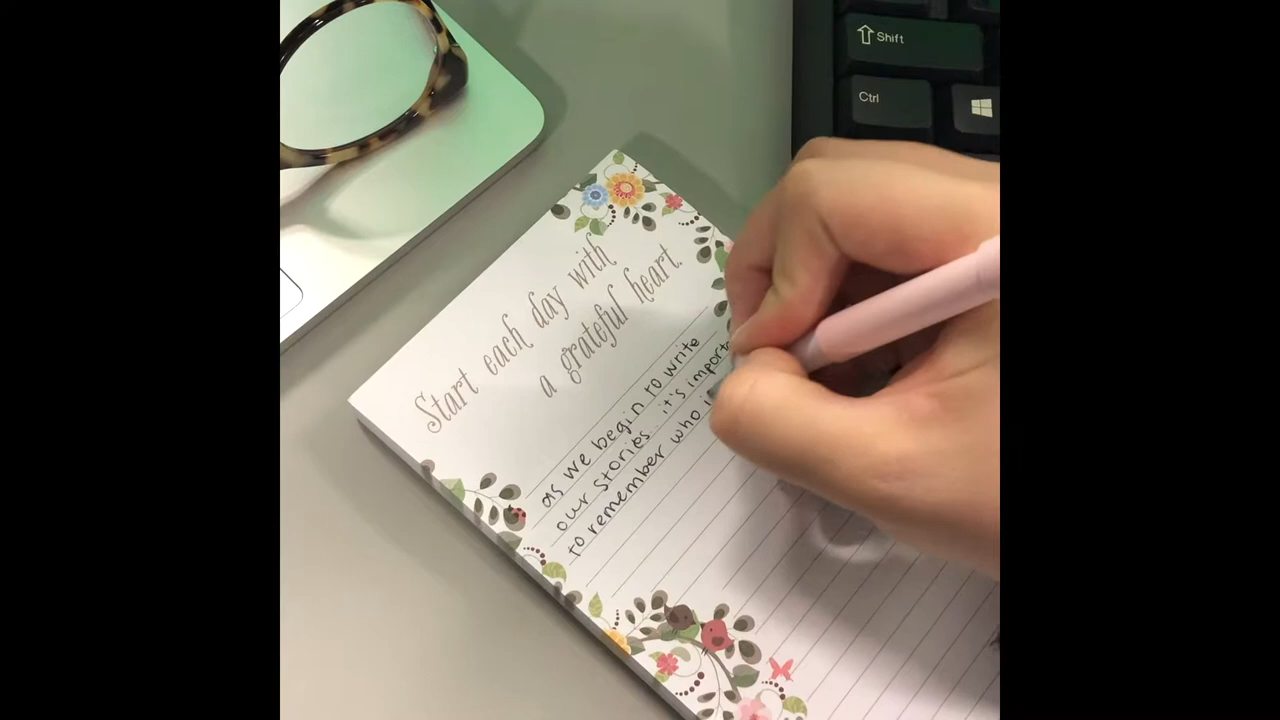 Shift
Ctrl
Start each day with
a grateful heart.
as we begin to write
our stories.. it's import
to remember who